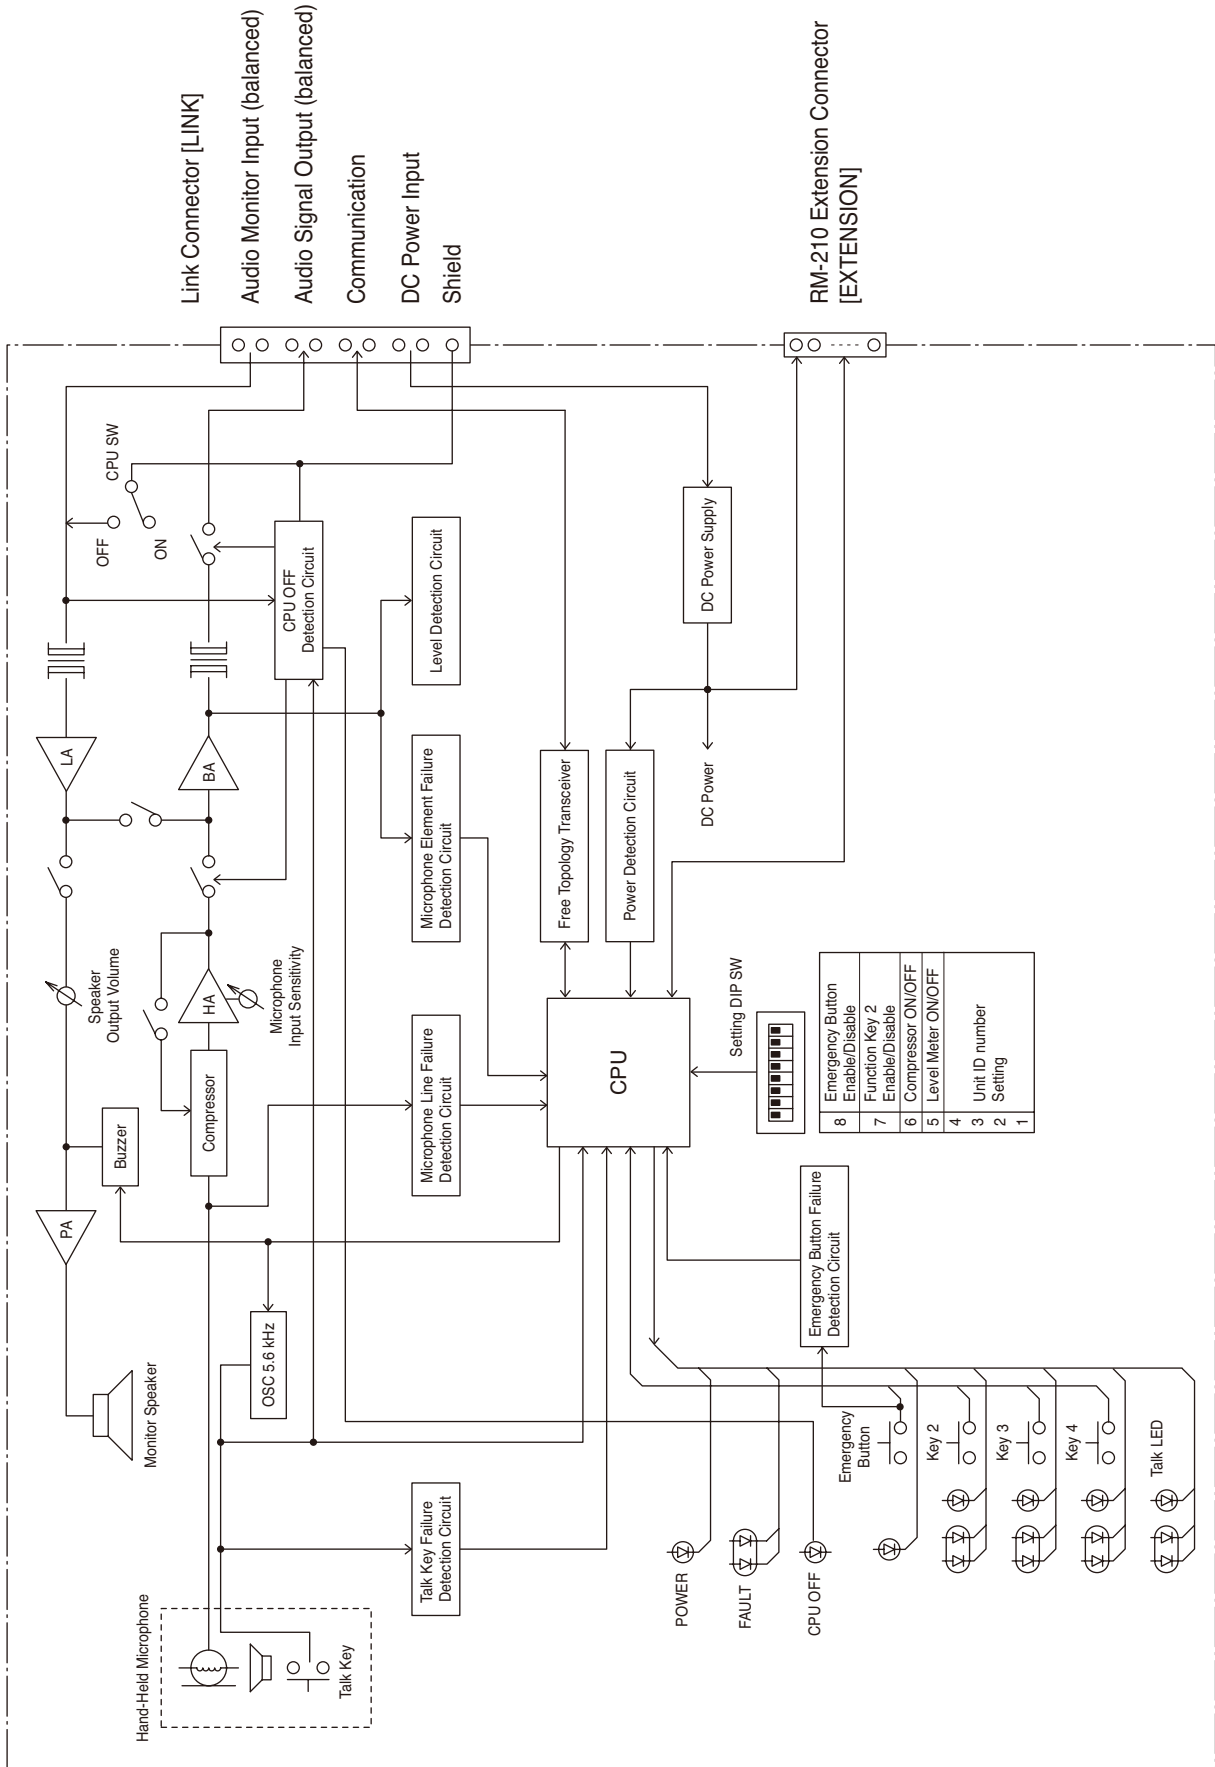 Hand-Held Microphone
Talk Key
Monitor Speaker
PA
Buzzer
Speaker
Output Volume
LA
OFF
CPU SW
ON
Compressor
HA
Microphone
Input Sensitivity
BA
OSC 5.6 kHz
CPU OFF
Detection Circuit
Link Connector [LINK]
Audio Monitor Input (balanced)
Audio Signal Output (balanced)
Communication
DC Power Input
Shield
Talk Key Failure
Detection Circuit
Microphone Line Failure
Detection Circuit
Microphone Element Failure
Detection Circuit
Level Detection Circuit
CPU
Free Topology Transceiver
Power Detection Circuit
DC Power Supply
DC Power
RM-210 Extension Connector
[EXTENSION]
Setting DIP SW
8 Emergency Button
Enable/Disable
7 Function Key 2
Enable/Disable
6 Compressor ON/OFF
5 Level Meter ON/OFF
4
3 Unit ID number
2 Setting
1
Emergency Button Failure
Detection Circuit
POWER
FAULT
CPU OFF
Emergency
Button
Key 2
Key 3
Key 4
Talk LED